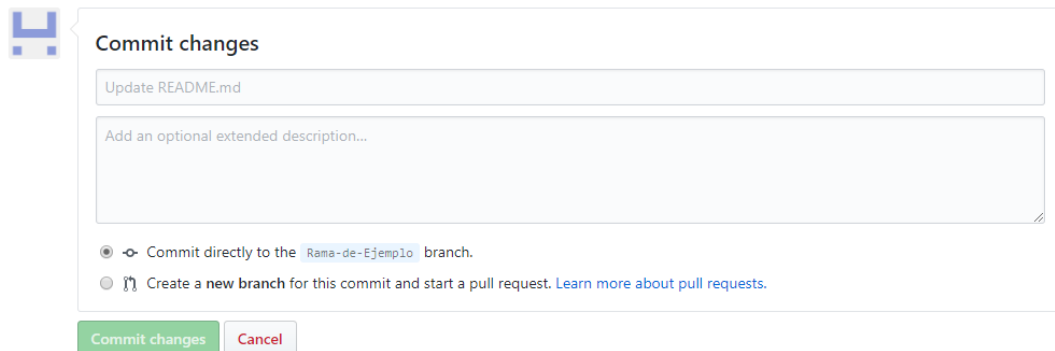 Commit changes
Update README.md
Add an optional extended description...
Commit directly to the Rama-de-Ejemplo branch.
Create a new branch for this commit and start a pull request. Learn more about pull requests.
Commit changes Cancel